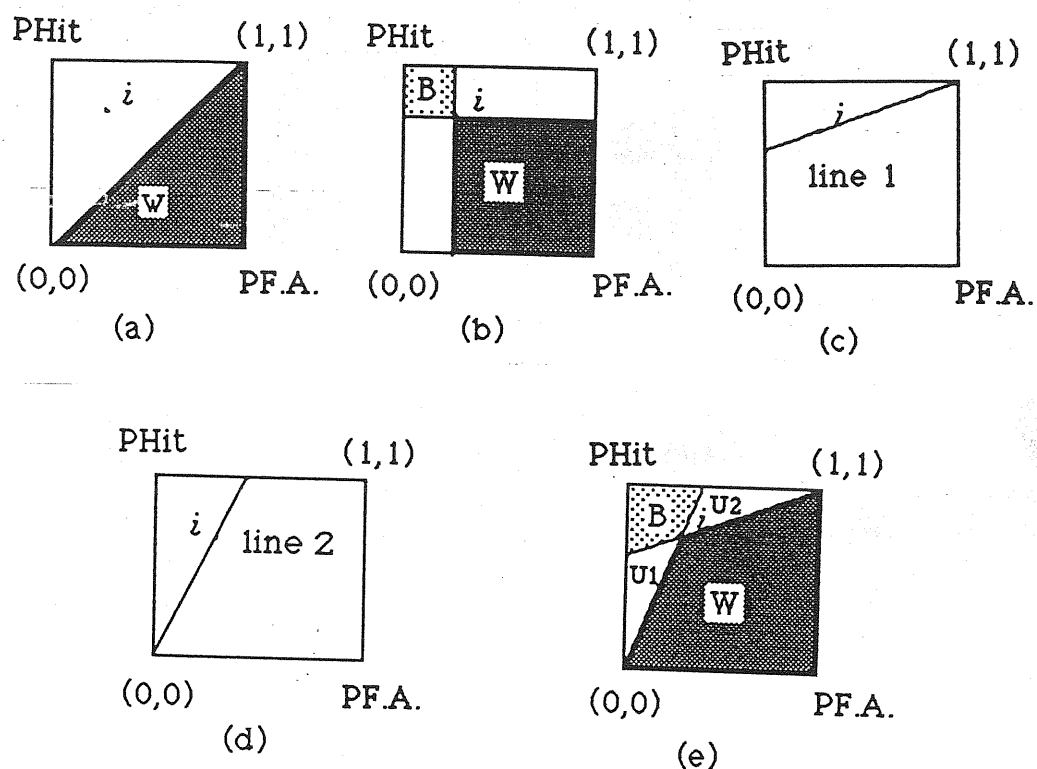 PHit (1,1)
i
W
(0,0) PF.A.
(a)
PHit (1,1)
B i
W
(0,0) PF.A.
(b)
PHit (1,1)
i
line 1
(0,0) PF.A.
(c)
PHit (1,1)
i line 2
(0,0) PF.A.
(d)
PHit (1,1)
B i U2
U1
W
(0,0) PF.A.
(e)